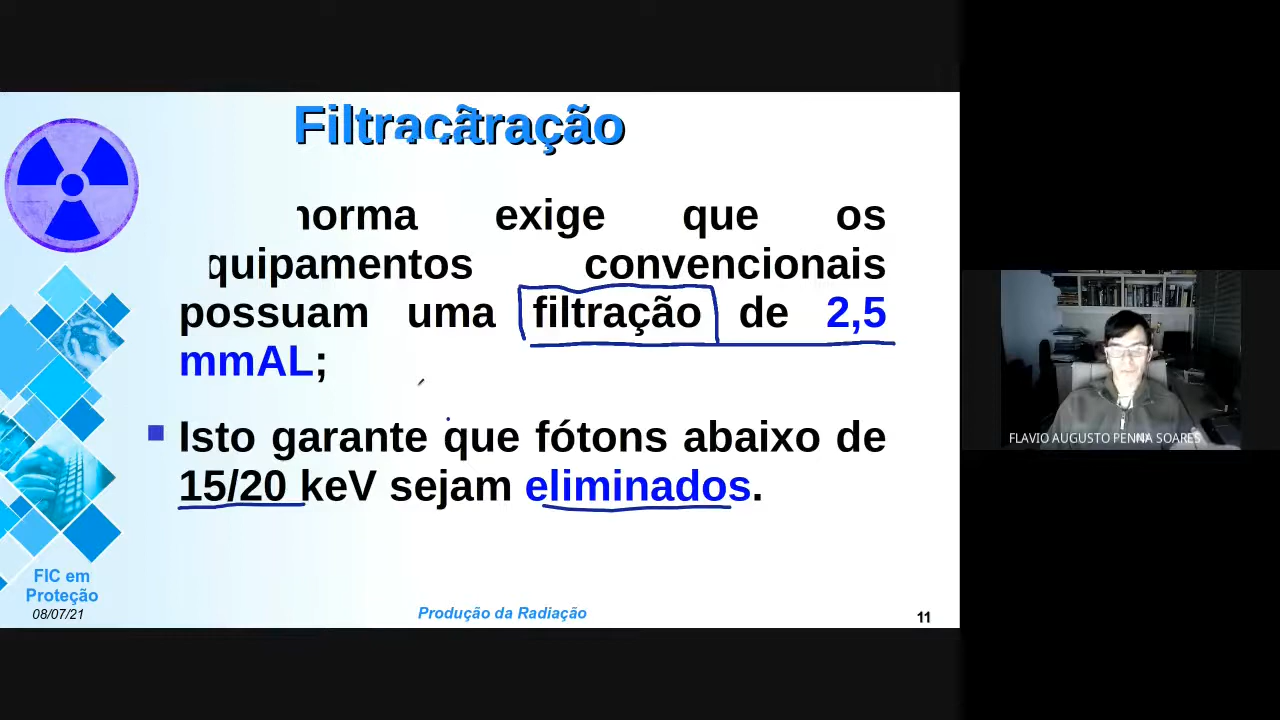 norma exige que os
quipamentos convencionais
possuam uma filtração de 2,5
mmAL;
Isto garante que fótons abaixo de
15/20 keV sejam eliminados.
FIC em
Proteção
08/07/21
Produção da Radiação
11
FLAVIO AUGUSTO PENNA SOARES